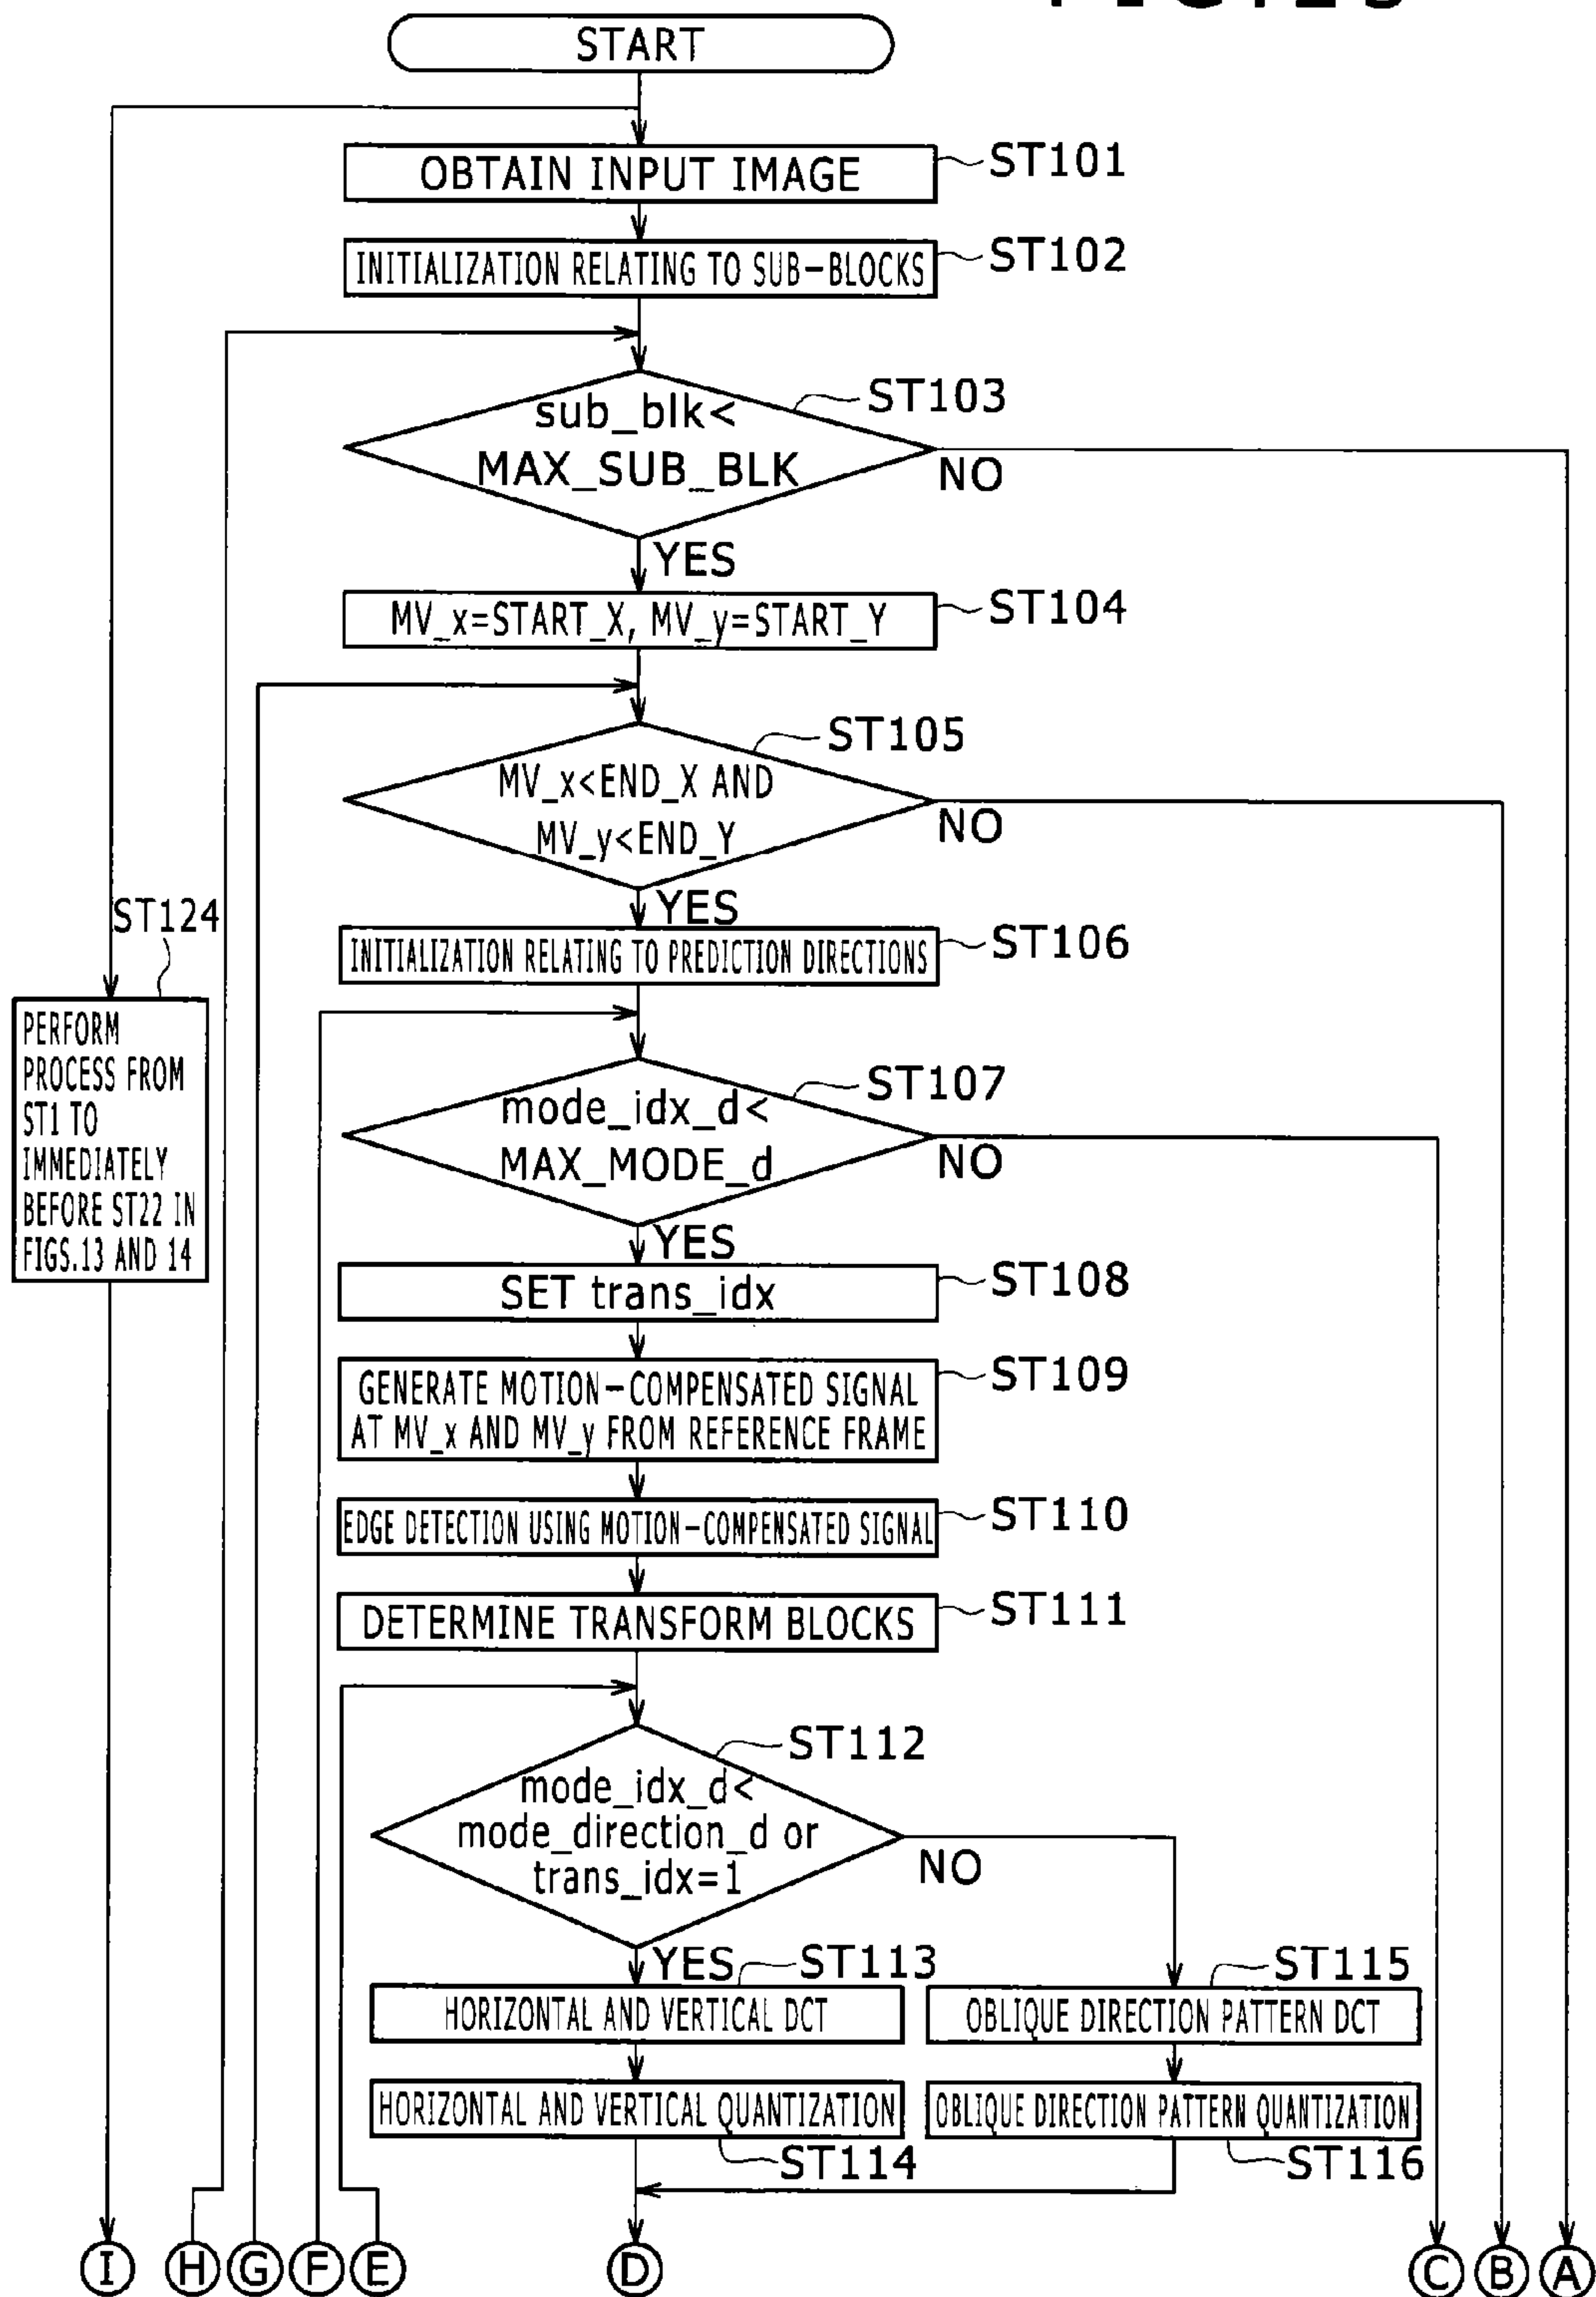 START
OBTAIN INPUT IMAGE
ST101
INITIALIZATION RELATING TO SUB-BLOCKS
ST102
sub_blk<
MAX_SUB_BLK
ST103
NO
YES
MV_x=START_X, MV_y=START_Y
ST104
MV_x<END_X AND
MV_y<END_Y
ST105
NO
YES
ST124
PERFORM
PROCESS FROM
ST1 TO
IMMEDIATELY
BEFORE ST22 IN
FIGS.13 AND 14
INITIALIZATION RELATING TO PREDICTION DIRECTIONS
ST106
mode_idx_d<
MAX_MODE_d
ST107
NO
YES
SET trans_idx
ST108
GENERATE MOTION-COMPENSATED SIGNAL
AT MV_x AND MV_y FROM REFERENCE FRAME
ST109
EDGE DETECTION USING MOTION-COMPENSATED SIGNAL
ST110
DETERMINE TRANSFORM BLOCKS
ST111
mode_idx_d<
mode_direction_d or
trans_idx=1
ST112
NO
YES
ST113
HORIZONTAL AND VERTICAL DCT
ST115
OBLIQUE DIRECTION PATTERN DCT
HORIZONTAL AND VERTICAL QUANTIZATION
ST114
OBLIQUE DIRECTION PATTERN QUANTIZATION
ST116
I
H
G
F
E
D
C
B
A